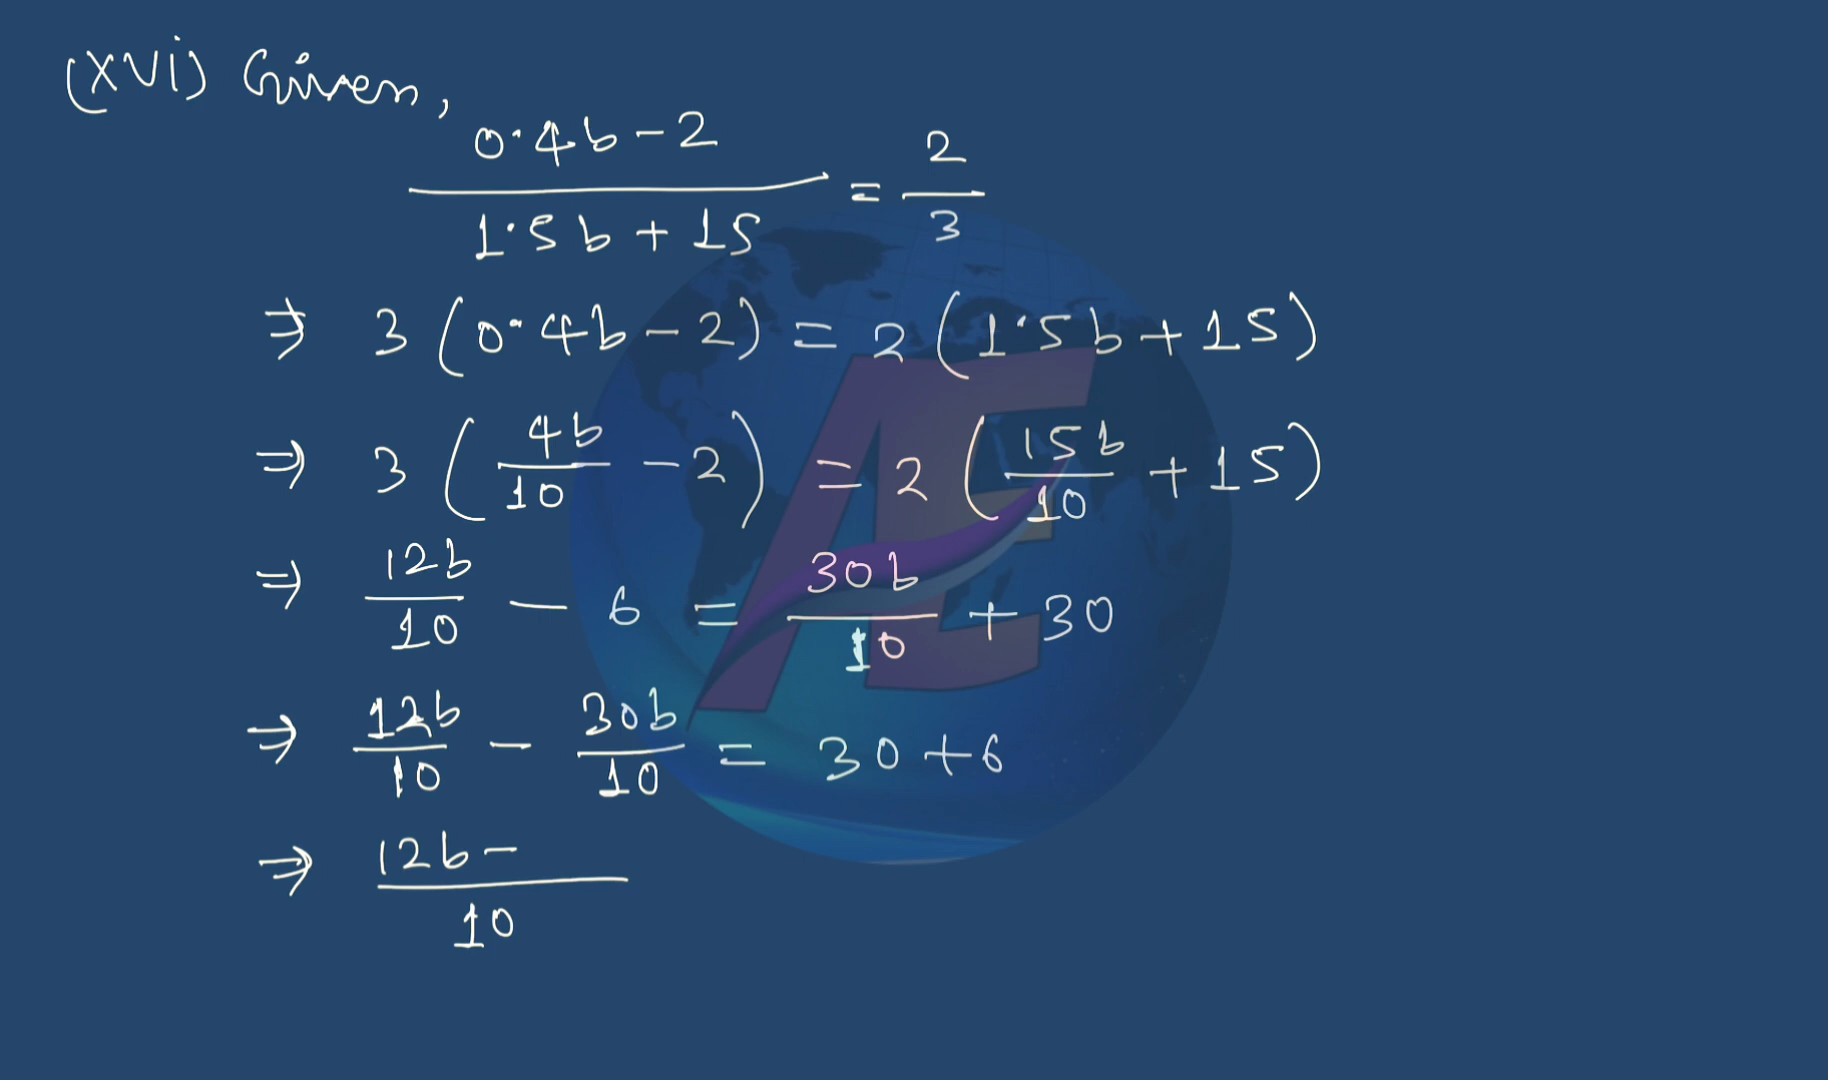 (xvi) Given,
0.4b-2 / 1.5b+15 = 2/3
⇒ 3(0.4b-2) = 2(1.5b+15)
⇒ 3(4b/10 -2) = 2(15b/10 +15)
⇒ 12b/10 - 6 = 30b/10 + 30
⇒ 12b/10 - 30b/10 = 30+6
⇒ 12b- / 10
AE